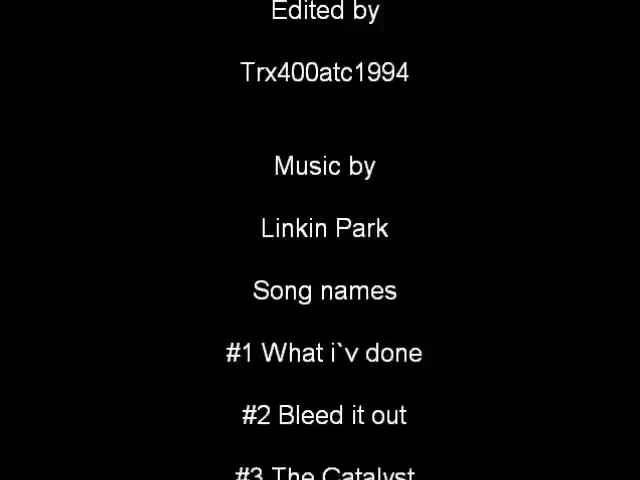 Edited by
Trx400atc1994
Music by
Linkin Park
Song names
#1 What i`v done
#2 Bleed it out
#3 The Catalyst